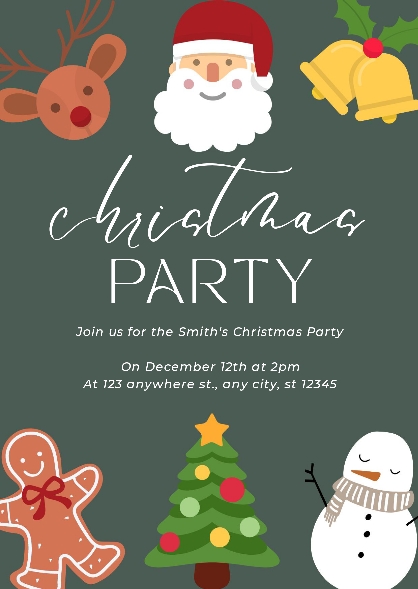 christmas
PARTY
Join us for the Smith's Christmas Party
On December 12th at 2pm
At 123 anywhere st., any city, st 12345